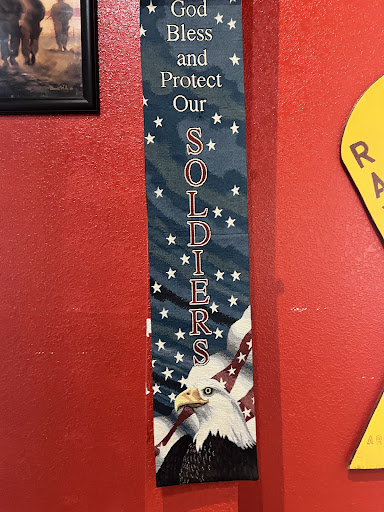 God
Bless
and
Protect
Our
SOLDIERS
R
A